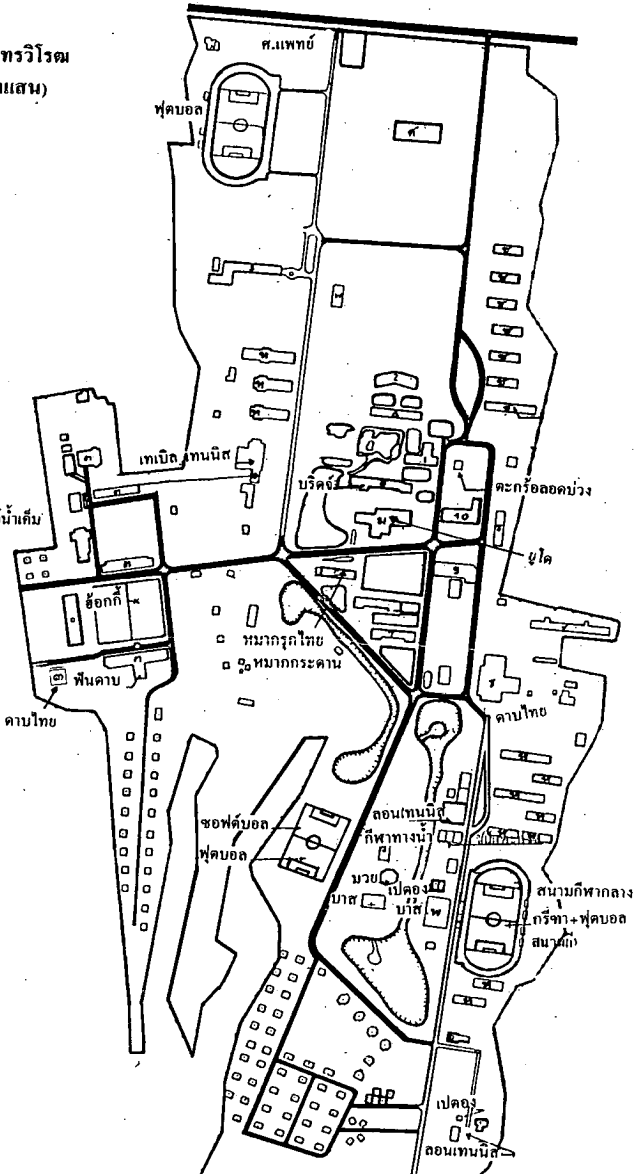 ทรวิโรฒ
แสน)
ศ.แพทย์
ฟุตบอล
ศ
เทเบิล เทนนิส
บริดจ์
ตะกร้อลอดบ่วง
10
ยูโด
น้ำเค็ม
ฮ้อกกี้
หมากรุกไทย
หมากกระดาน
9
ฟันดาบ
ดาบไทย
ดาบไทย
ซอฟต์บอล
ฟุตบอล
ลอนเทนนิส
กีฬาทางน้ำ
มวย
เปตอง
บาส
บาส
สนามกีฬากลาง
กรีฑา+ฟุตบอล
เปตอง
ลอนเทนนิส